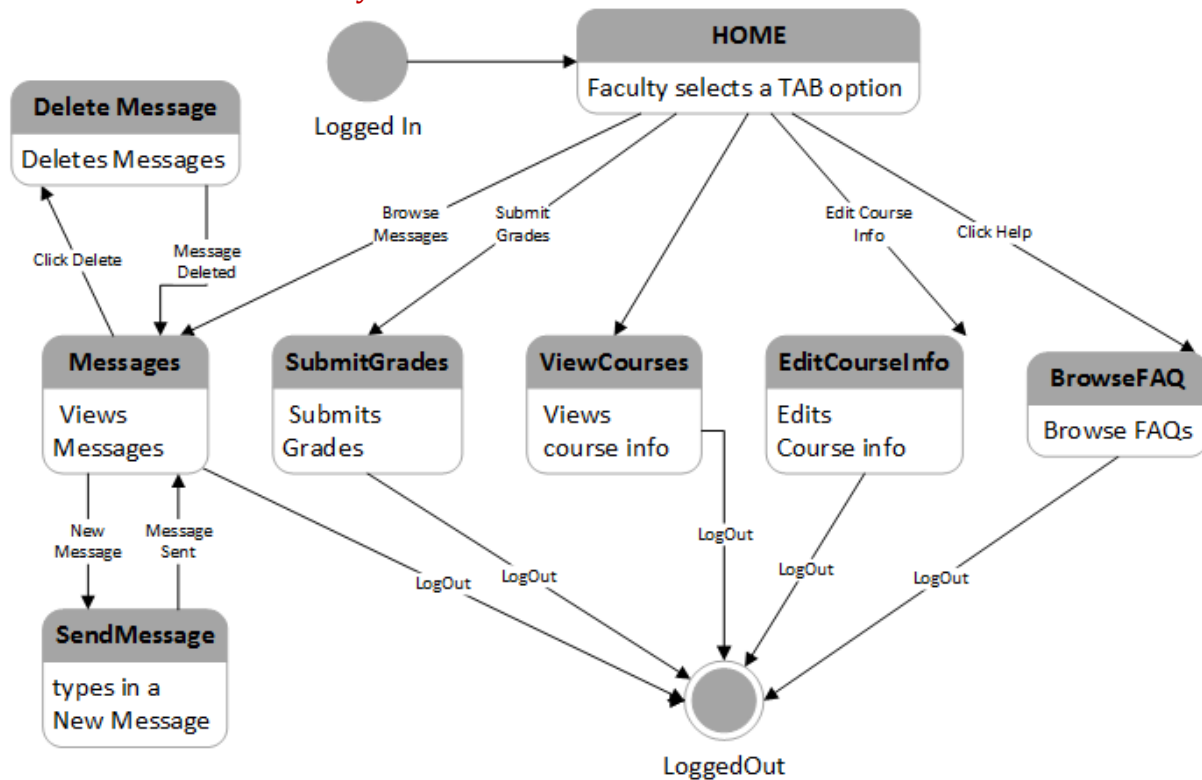 HOME
Faculty selects a TAB option
Logged In
Delete Message
Deletes Messages
Browse
Messages
Submit
Grades
Edit Course
Info
Click Help
Click Delete
Message
Deleted
Messages
Views
Messages
SubmitGrades
Submits
Grades
ViewCourses
Views
course info
EditCourseInfo
Edits
Course info
BrowseFAQ
Browse FAQs
New
Message
Message
Sent
LogOut
LogOut
LogOut
LogOut
LogOut
SendMessage
types in a
New Message
LoggedOut